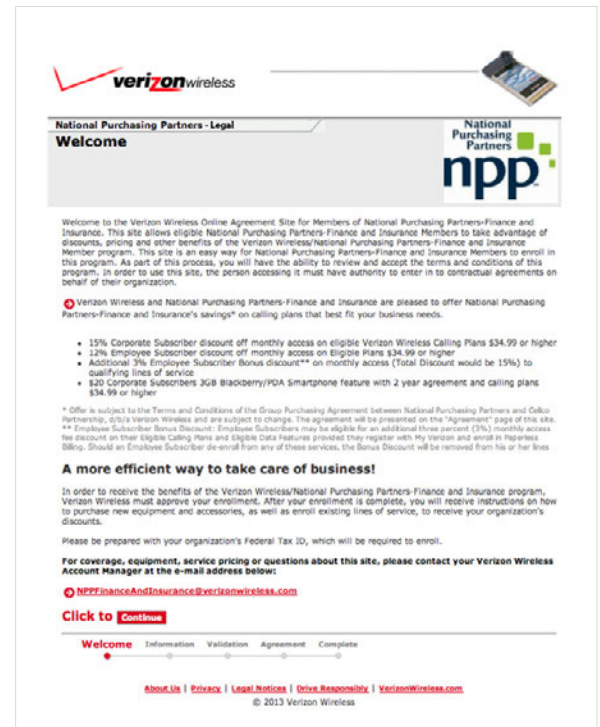 verizonwireless
National Purchasing Partners - Legal
Welcome
National
Purchasing
Partners
npp
Welcome to the Verizon Wireless Online Agreement Site for Members of National Purchasing Partners-Finance and
Insurance. This site allows eligible National Purchasing Partners-Finance and Insurance Members to take advantage of
discounts, pricing and other benefits of the Verizon Wireless/National Purchasing Partners-Finance and Insurance
Member program. This site is an easy way for National Purchasing Partners-Finance and Insurance Members to enroll in
this program. As part of this process, you will have the ability to review and accept the terms and conditions of this
program. In order to use this site, the person accessing it must have authority to enter in to contractual agreements on
behalf of their organization.
Verizon Wireless and National Purchasing Partners-Finance and Insurance are pleased to offer National Purchasing
Partners-Finance and Insurance's savings* on calling plans that best fit your business needs.
• 15% Corporate Subscriber discount off monthly access on eligible Verizon Wireless Calling Plans $34.99 or higher
• 12% Employee Subscriber discount off monthly access on Eligible Plans $34.99 or higher
• Additional 3% Employee Subscriber Bonus discount** on monthly access (Total Discount would be 15%) to
qualifying lines of service
• $20 Corporate Subscribers 3GB Blackberry/PDA Smartphone feature with 2 year agreement and calling plans
$34.99 or higher
* Offer is subject to the Terms and Conditions of the Group Purchasing Agreement between National Purchasing Partners and Cellco
Partnership, d/b/a Verizon Wireless and are subject to change. The agreement will be presented on the "Agreement" page of this site.
** Employee Subscriber Bonus Discount: Employee Subscribers may be eligible for an additional three percent (3%) monthly access
fee discount on their Eligible Calling Plans and Eligible Data Features provided they register with My Verizon and enroll in Paperless
Billing. Should an Employee Subscriber de-enroll from any of these services, the Bonus Discount will be removed from his or her lines
A more efficient way to take care of business!
In order to receive the benefits of the Verizon Wireless/National Purchasing Partners-Finance and Insurance program,
Verizon Wireless must approve your enrollment. After your enrollment is complete, you will receive instructions on how
to purchase new equipment and accessories, as well as enroll existing lines of service, to receive your organization's
discounts.
Please be prepared with your organization's Federal Tax ID, which will be required to enroll.
For coverage, equipment, service pricing or questions about this site, please contact your Verizon Wireless
Account Manager at the e-mail address below:
NPPFinanceAndInsurance@verizonwireless.com
Click to Continue
Welcome Information Validation Agreement Complete
About Us | Privacy | Legal Notices | Drive Responsibly | VerizonWireless.com
© 2013 Verizon Wireless